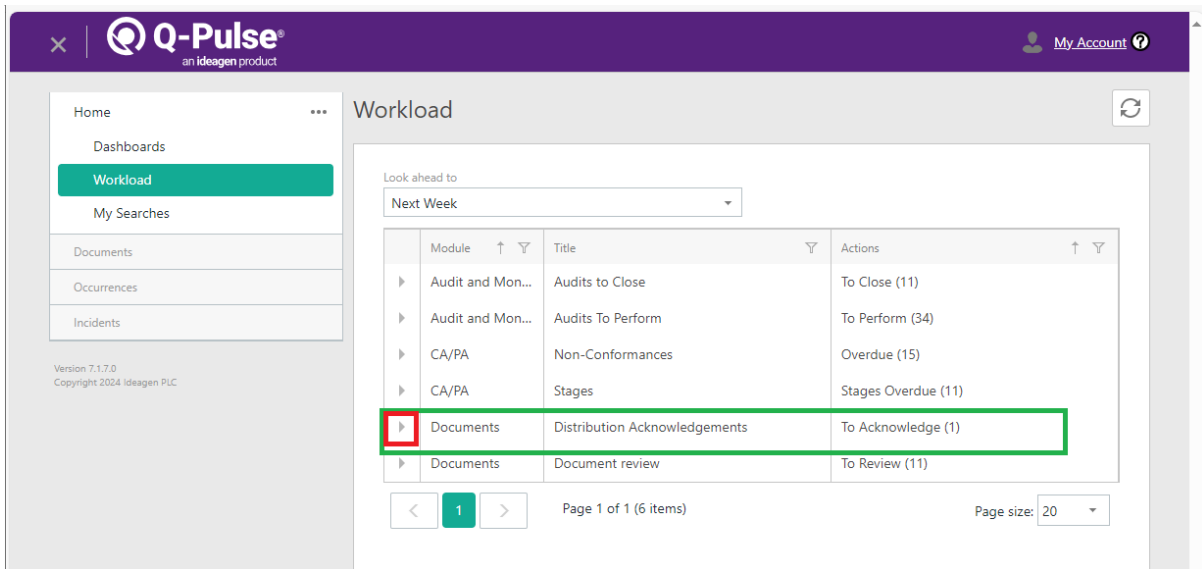 Q-Pulse®
an ideagen product
My Account ?
Home
Dashboards
Workload
My Searches
Documents
Occurrences
Incidents
Version 7.1.7.0
Copyright 2024 Ideagen PLC
Workload
Look ahead to
Next Week
Module Title Actions
Audit and Mon... Audits to Close To Close (11)
Audit and Mon... Audits To Perform To Perform (34)
CA/PA Non-Conformances Overdue (15)
CA/PA Stages Stages Overdue (11)
Documents Distribution Acknowledgements To Acknowledge (1)
Documents Document review To Review (11)
1 Page 1 of 1 (6 items) Page size: 20